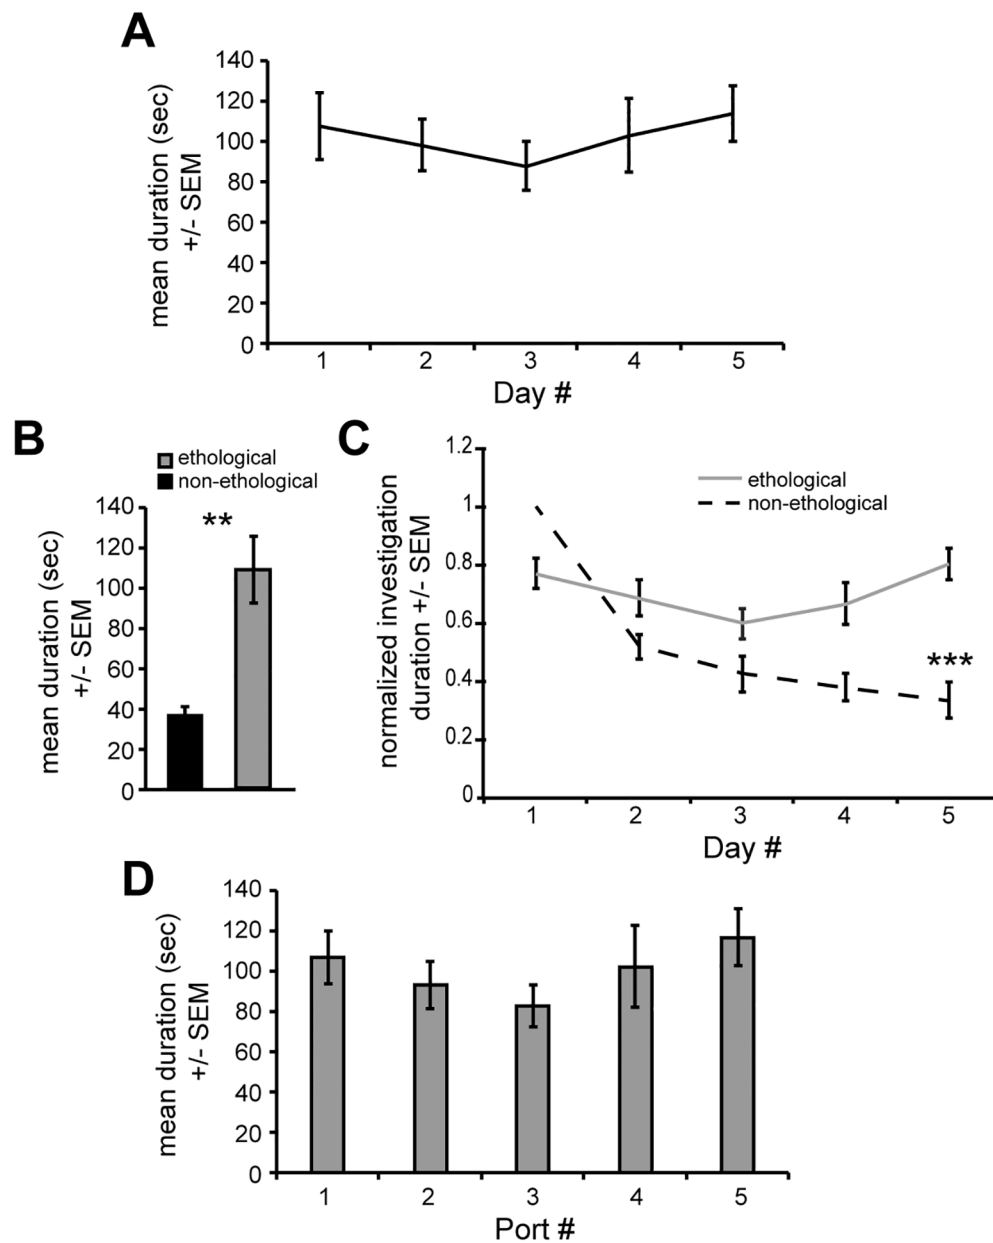 A
mean duration (sec)
+/- SEM
140
120
100
80
60
40
20
0
1 2 3 4 5
Day #
B
ethological
non-ethological
mean duration (sec)
+/- SEM
140
120
100
80
60
40
20
0
**
C
normalized investigation
duration +/- SEM
1.2
1
0.8
0.6
0.4
0.2
0
ethological
non-ethological
***
1 2 3 4 5
Day #
D
mean duration (sec)
+/- SEM
140
120
100
80
60
40
20
0
1 2 3 4 5
Port #